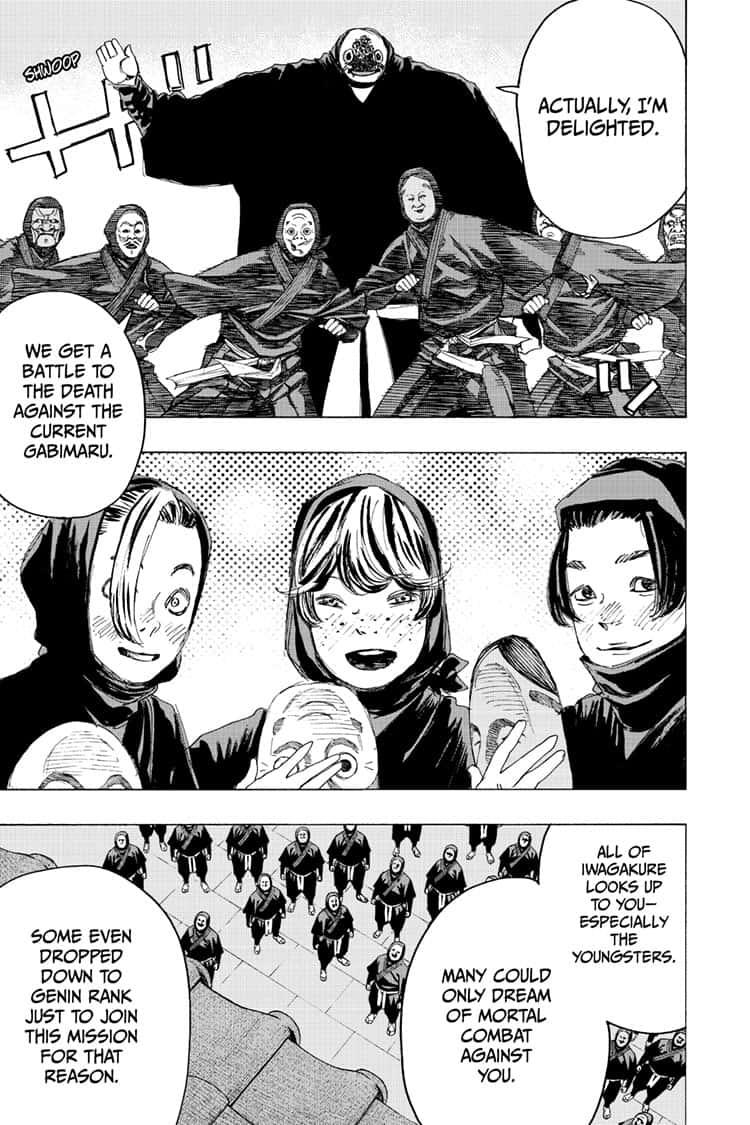 ACTUALLY, I'M
DELIGHTED.
SHWOOP
WE GET A
BATTLE TO
THE DEATH
AGAINST THE
CURRENT
GABIMARU.
ALL OF
IWAGAKURE
LOOKS UP
TO YOU—
ESPECIALLY
THE
YOUNGSTERS.
MANY COULD
ONLY DREAM
OF MORTAL
COMBAT
AGAINST
YOU.
SOME EVEN
DROPPED
DOWN TO
GENIN RANK
JUST TO JOIN
THIS MISSION
FOR THAT
REASON.